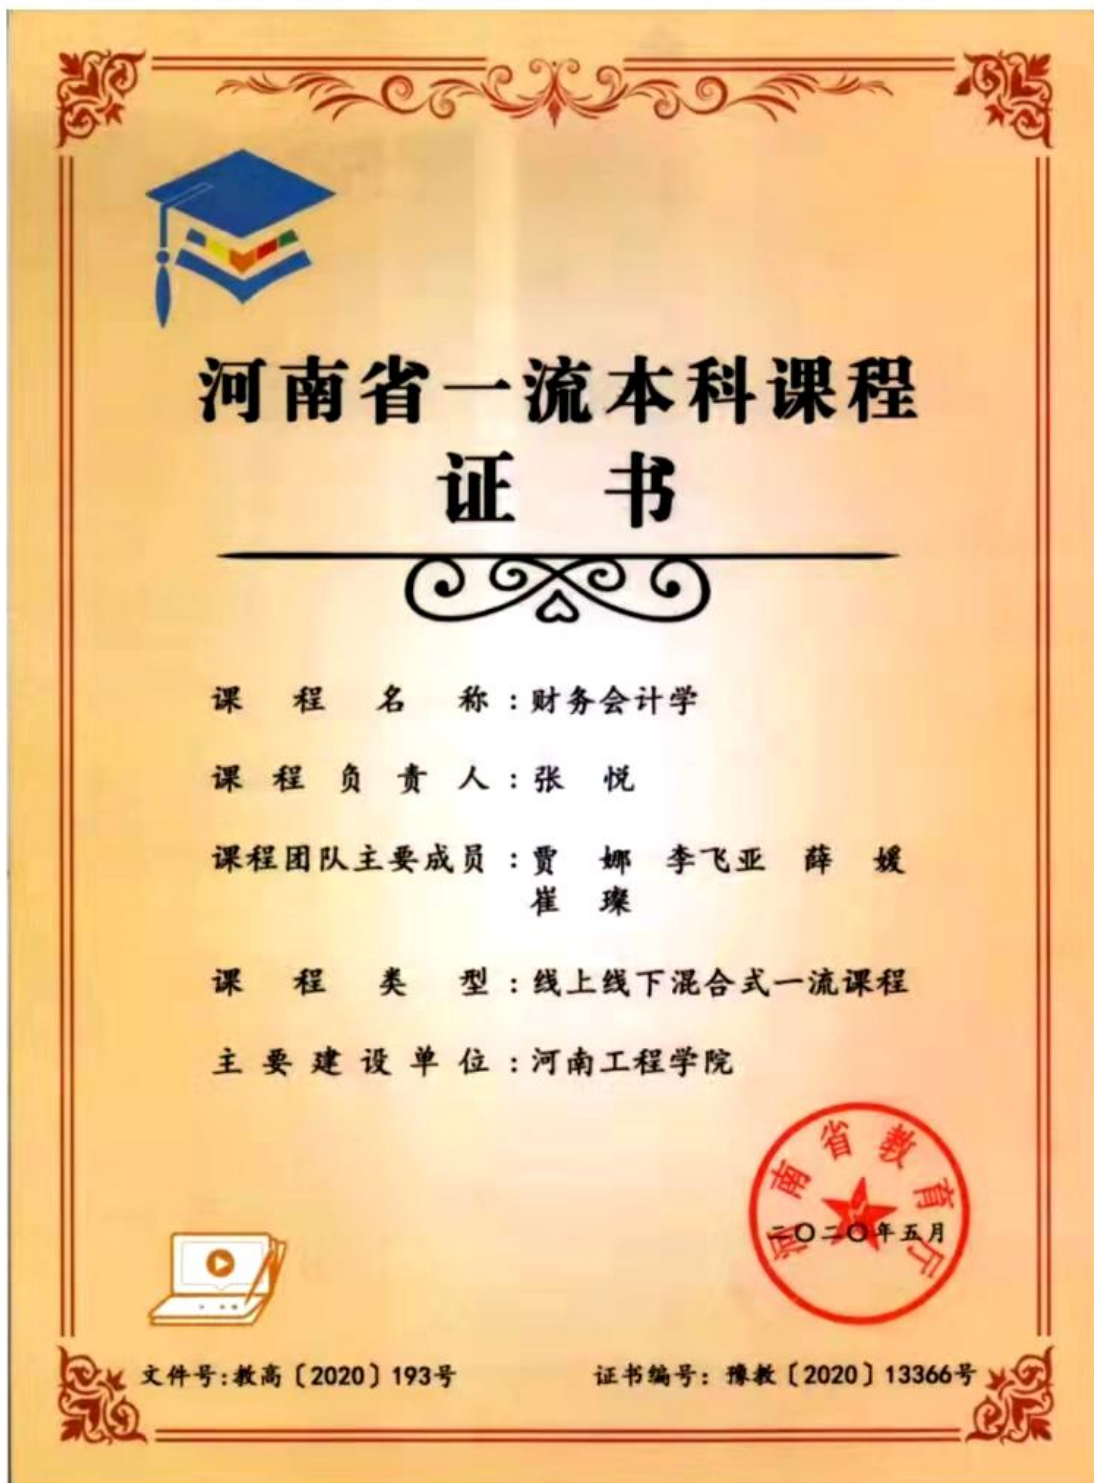 河南省一流本科课程
证 书
课程名称：财务会计学
课程负责人：张 悦
课程团队主要成员：贾 娜 李飞亚 薛 媛
崔 璨
课程类型：线上线下混合式一流课程
主要建设单位：河南工程学院
河南省教育厅
二〇二〇年五月
文件号：教高〔2020〕193号
证书编号：豫教〔2020〕13366号